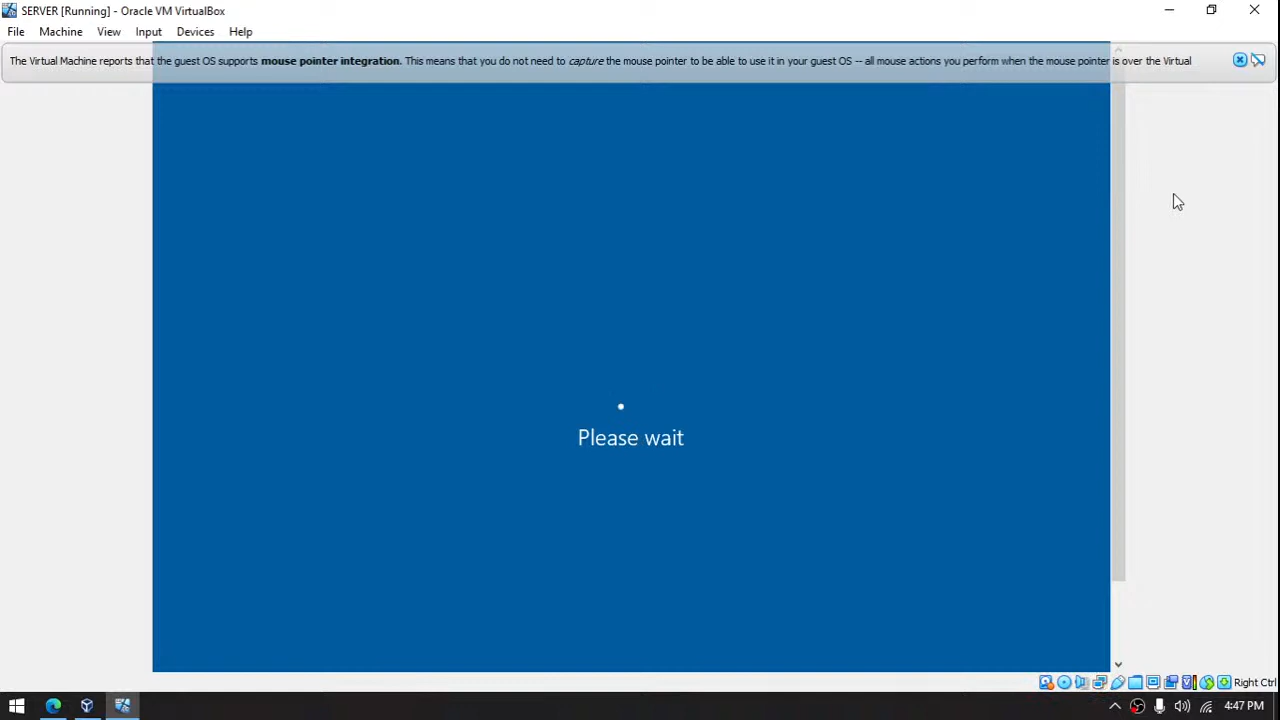 SERVER [Running] - Oracle VM VirtualBox
File Machine View Input Devices Help
The Virtual Machine reports that the guest OS supports mouse pointer integration. This means that you do not need to capture the mouse pointer to be able to use it in your guest OS -- all mouse actions you perform when the mouse pointer is over the Virtual
Please wait
Right Ctrl
4:47 PM